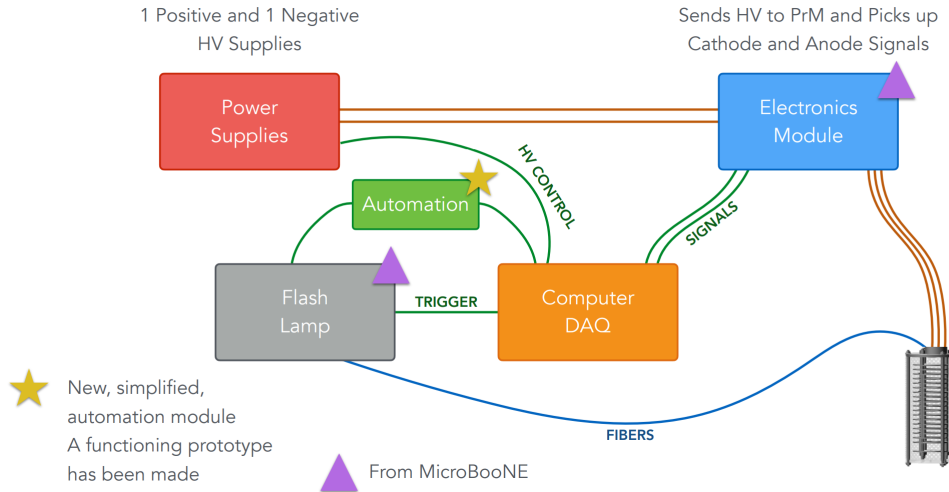 1 Positive and 1 Negative
HV Supplies
Sends HV to PrM and Picks up
Cathode and Anode Signals
Power
Supplies
Electronics
Module
HV CONTROL
Automation
SIGNALS
Flash
Lamp
TRIGGER
Computer
DAQ
New, simplified,
automation module
A functioning prototype
has been made
FIBERS
From MicroBooNE